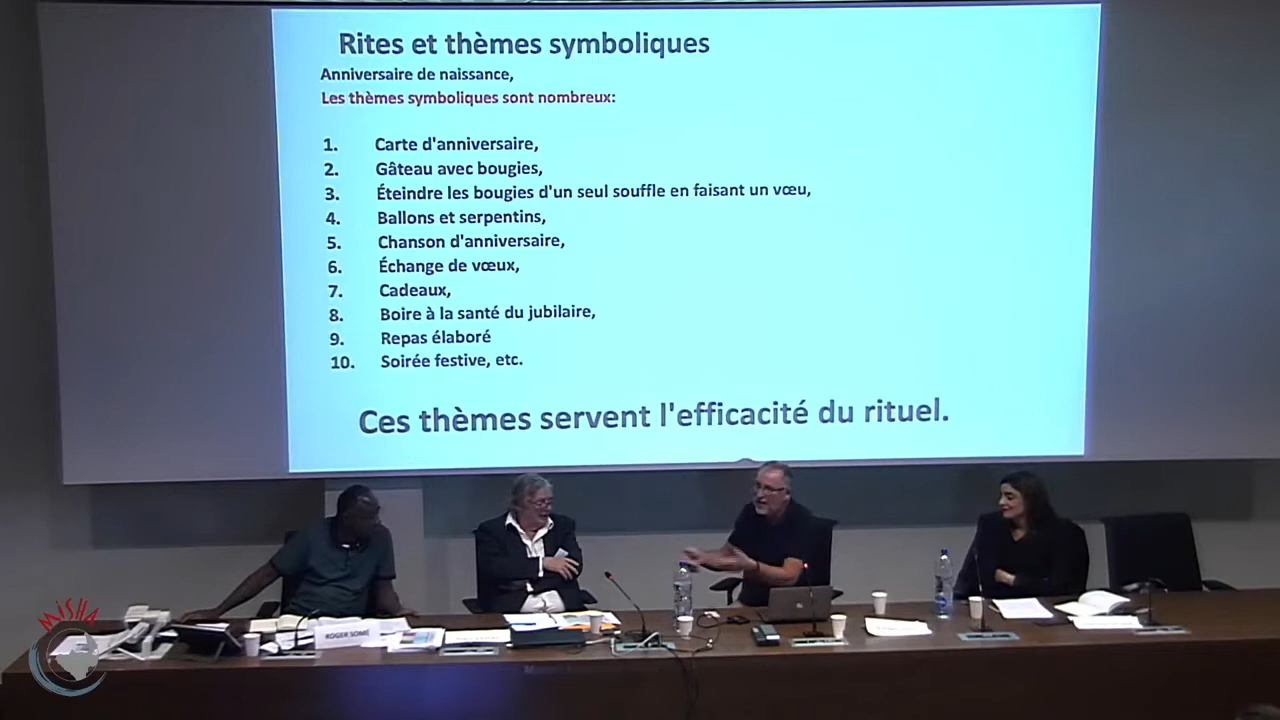 Rites et thèmes symboliques
Anniversaire de naissance,
Les thèmes symboliques sont nombreux:
1. Carte d'anniversaire,
2. Gâteau avec bougies,
3. Éteindre les bougies d'un seul souffle en faisant un vœu,
4. Ballons et serpentins,
5. Chanson d'anniversaire,
6. Échange de vœux,
7. Cadeaux,
8. Boire à la santé du jubilaire,
9. Repas élaboré
10. Soirée festive, etc.
Ces thèmes servent l'efficacité du rituel.
ROGER SOMÉ
MISHA